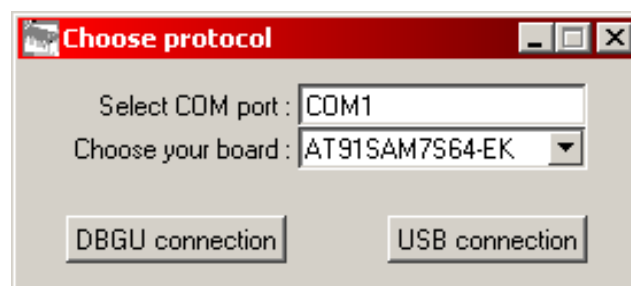 Choose protocol
Select COM port : COM1
Choose your board : AT91SAM7S64-EK
DBGU connection USB connection